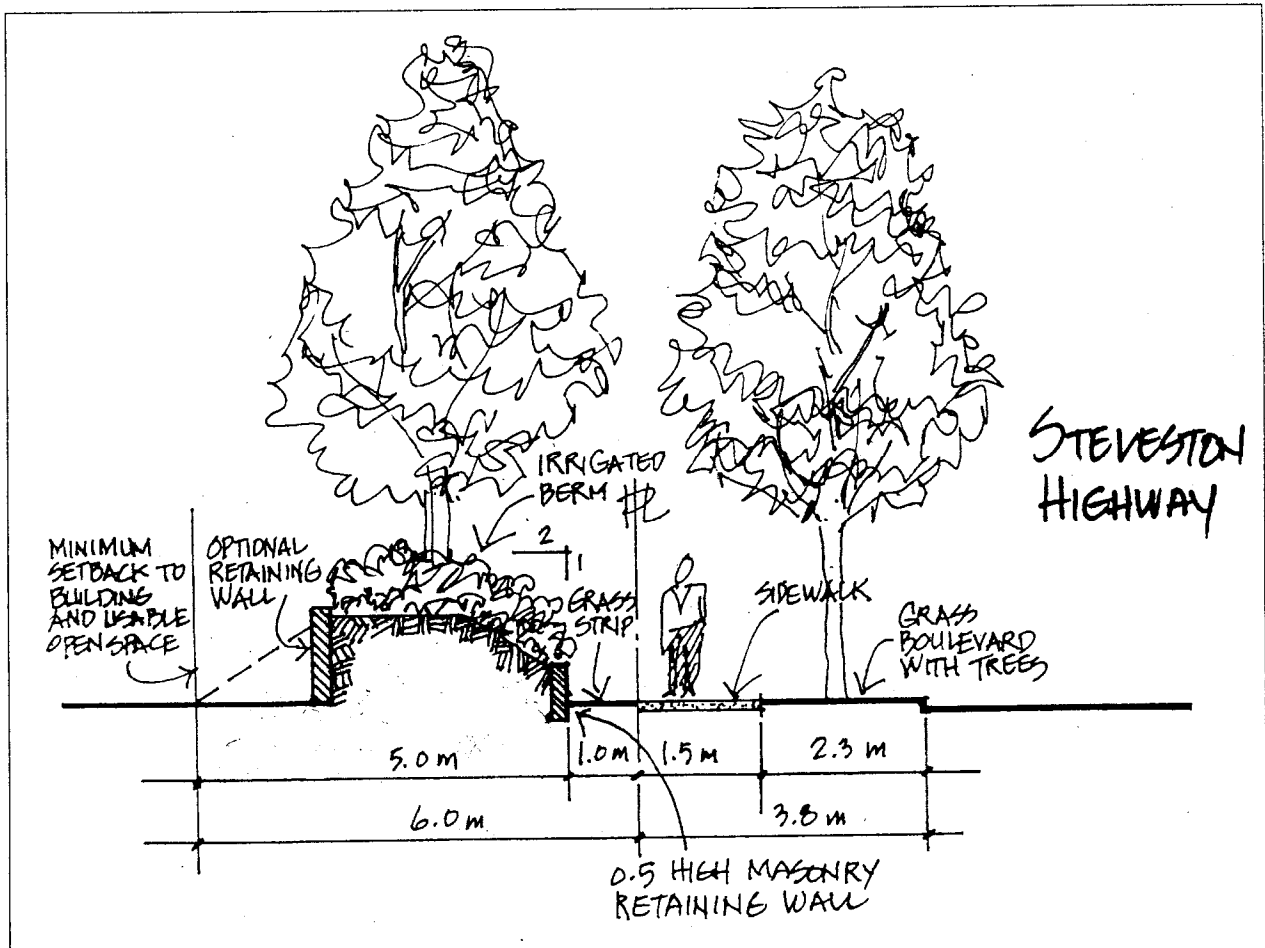 STEVESTON
HIGHWAY
IRRIGATED
BERM
PL
2
1
MINIMUM
SETBACK TO
BUILDING
AND USABLE
OPEN SPACE
OPTIONAL
RETAINING
WALL
GRASS
STRIP
SIDEWALK
GRASS
BOULEVARD
WITH TREES
5.0 m
1.0 m
1.5 m
2.3 m
6.0 m
3.8 m
0.5 HIGH MASONRY
RETAINING WALL